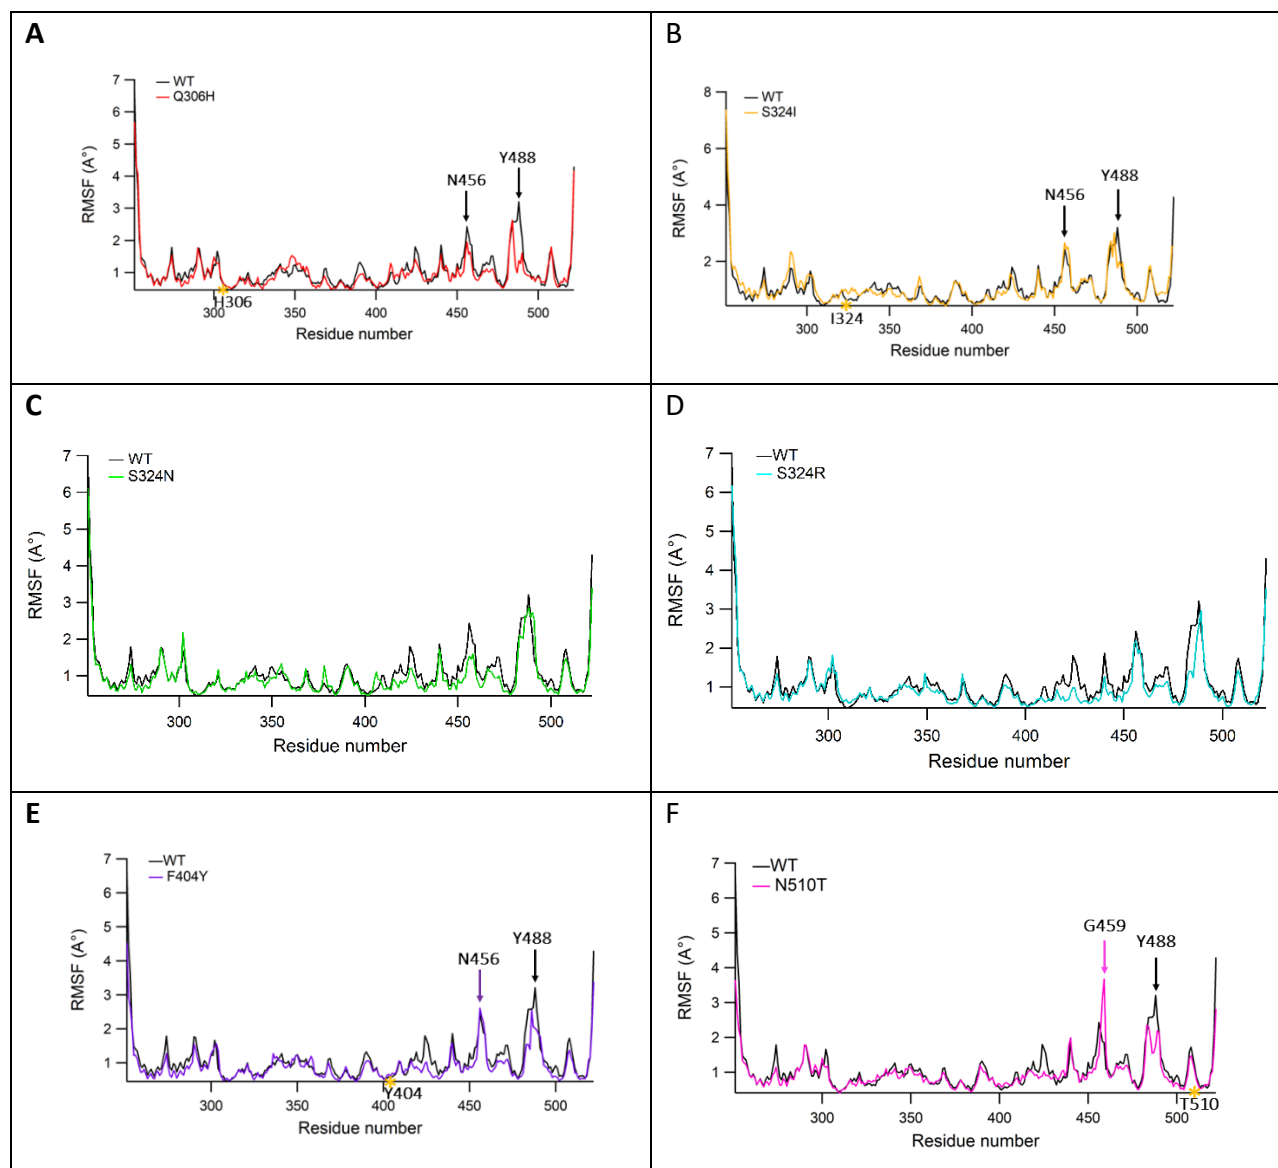 A
WT
Q306H
7
6
5
4
3
2
1
RMSF (A°)
N456
Y488
H306
300
350
400
450
500
Residue number
B
WT
S324I
8
6
4
2
RMSF (A°)
N456
Y488
I324
300
350
400
450
500
Residue number
C
WT
S324N
7
6
5
4
3
2
1
RMSF (A°)
300
350
400
450
500
Residue number
D
WT
S324R
7
6
5
4
3
2
1
RMSF (A°)
300
350
400
450
500
Residue number
E
WT
F404Y
7
6
5
4
3
2
1
RMSF (A°)
N456
Y488
Y404
300
350
400
450
500
Residue number
F
WT
N510T
7
6
5
4
3
2
1
RMSF (A°)
G459
Y488
T510
300
350
400
450
500
Residue number